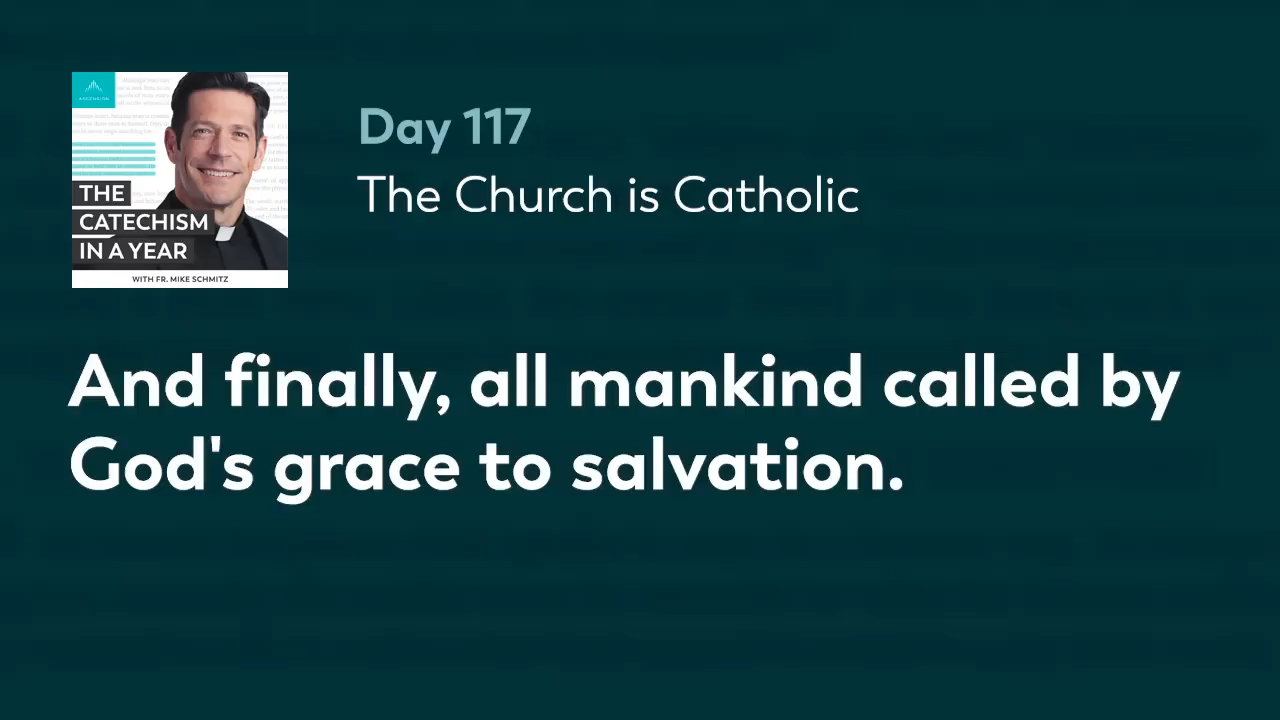 THE
CATECHISM
IN A YEAR
WITH FR. MIKE SCHMITZ
Day 117
The Church is Catholic
And finally, all mankind called by
God's grace to salvation.